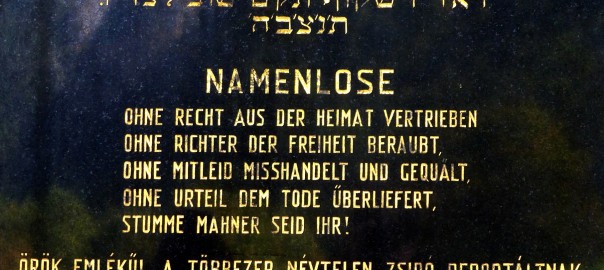 ת'נ'צ'ב'ה'
NAMENLOSE
OHNE RECHT AUS DER HEIMAT VERTRIEBEN
OHNE RICHTER DER FREIHEIT BERAUBT,
OHNE MITLEID MISSHANDELT UND GEQUÄLT,
OHNE URTEIL DEM TODE ÜBERLIEFERT,
STUMME MAHNER SEID IHR!
ÖRÖK EMLÉKÜL A TÖBBEZER NÉVTELEN ZSIDÓ DEPORTÁLTNAK